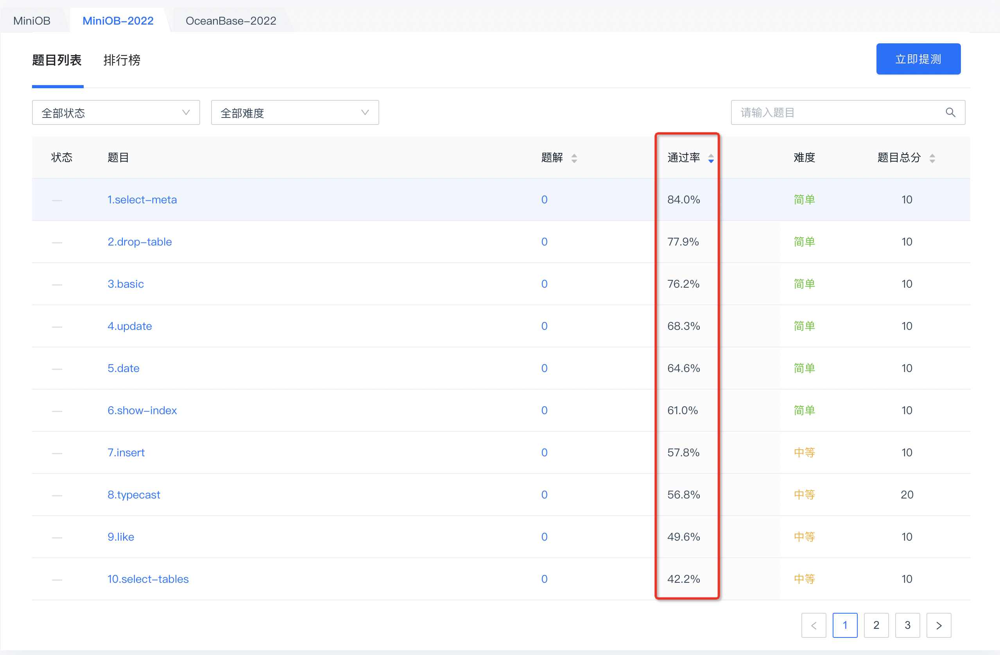 MiniOB MiniOB-2022 OceanBase-2022
题目列表 排行榜 立即提测
全部状态 全部难度 请输入题目
状态 题目 题解 通过率 难度 题目总分
— 1.select-meta 0 84.0% 简单 10
— 2.drop-table 0 77.9% 简单 10
— 3.basic 0 76.2% 简单 10
— 4.update 0 68.3% 简单 10
— 5.date 0 64.6% 简单 10
— 6.show-index 0 61.0% 简单 10
— 7.insert 0 57.8% 中等 10
— 8.typecast 0 56.8% 中等 20
— 9.like 0 49.6% 中等 10
— 10.select-tables 0 42.2% 中等 10
< 1 2 3 >